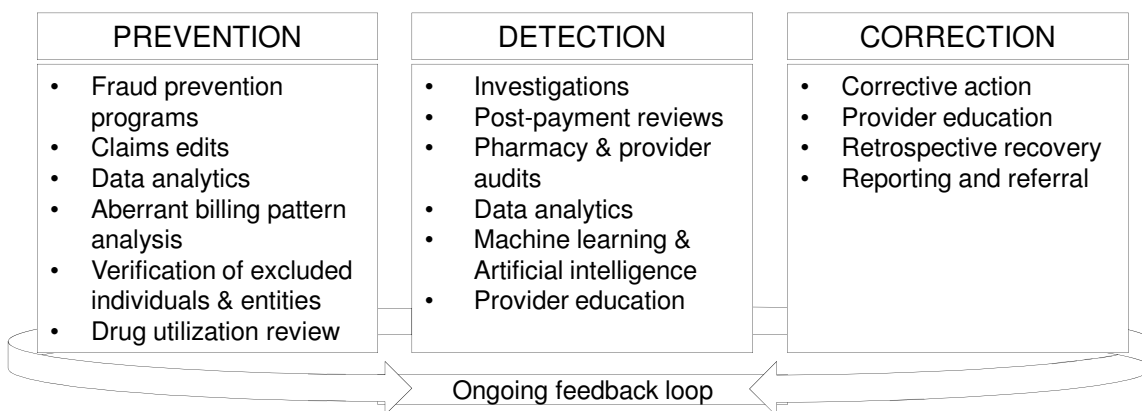 PREVENTION
• Fraud prevention
programs
• Claims edits
• Data analytics
• Aberrant billing pattern
analysis
• Verification of excluded
individuals & entities
• Drug utilization review
DETECTION
• Investigations
• Post-payment reviews
• Pharmacy & provider
audits
• Data analytics
• Machine learning &
Artificial intelligence
• Provider education
CORRECTION
• Corrective action
• Provider education
• Retrospective recovery
• Reporting and referral
Ongoing feedback loop